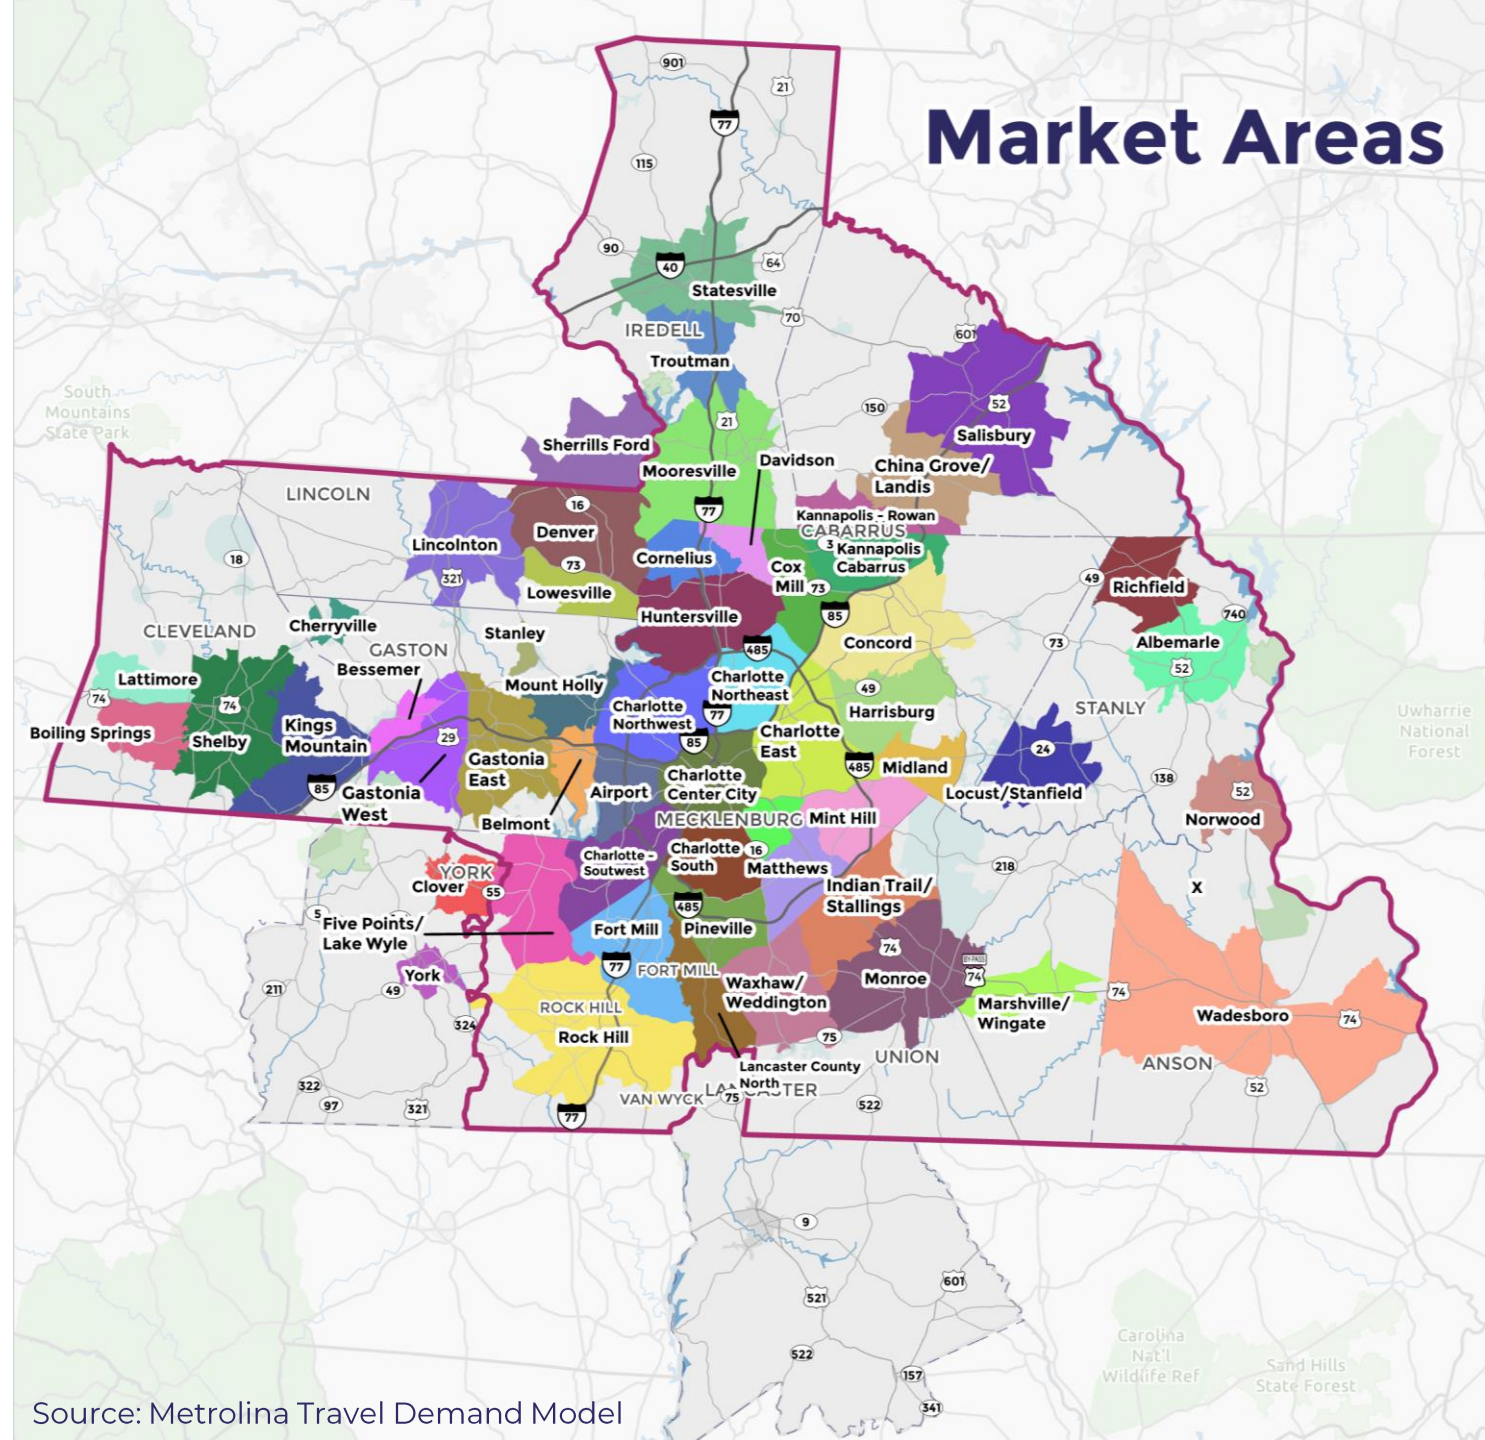 Market Areas
901
21
77
115
90
40
64
Statesville
70
IREDELL
601
Troutman
South
Mountains
State Park
150
52
21
Salisbury
Sherrills Ford
Mooresville
Davidson
China Grove/
Landis
LINCOLN
16
77
Kannapolis - Rowan
CABARRUS
Denver
3
Kannapolis
Cabarrus
Lincolnton
Cornelius
18
73
Cox
Mill
73
321
49
Richfield
Lowesville
85
740
Huntersville
Cherryville
CLEVELAND
Stanley
485
Concord
73
Albemarle
GASTON
Bessemer
52
Lattimore
Mount Holly
Charlotte
Northeast
49
74
74
Charlotte
Northwest
77
Harrisburg
STANLY
Uwharrie
National
Forest
Boiling Springs
Shelby
Kings
Mountain
29
85
Charlotte
East
24
Gastonia
East
485
Midland
138
85
Charlotte
Center City
Gastonia
West
Airport
Locust/Stanfield
52
Belmont
MECKLENBURG
Mint Hill
Norwood
Charlotte -
Soutwest
Charlotte
South
16
Matthews
218
YORK
Clover
55
Indian Trail/
Stallings
X
5
485
Five Points/
Lake Wyle
Fort Mill
Pineville
74
77
FORT MILL
BY-PASS
74
York
211
49
Waxhaw/
Weddington
Monroe
74
Marshville/
Wingate
ROCK HILL
Wadesboro
74
324
Rock Hill
75
UNION
ANSON
Lancaster County
North
322
52
VAN WYCK
LANCASTER
75
97
321
77
522
9
601
521
522
157
341
Carolina
Nat'l
Wildlife Ref
Sand Hills
State Forest
Source: Metrolina Travel Demand Model